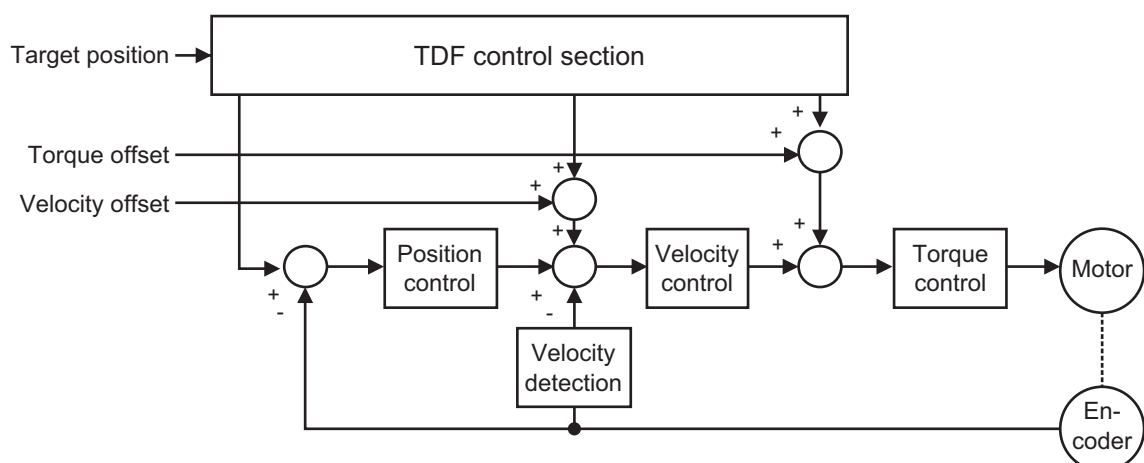 TDF control section
Target position
+
+
Torque offset
+
+
Velocity offset
+
+
Position
control
Velocity
control
+
Torque
control
Motor
+
-
+
-
Velocity
detection
En-
coder